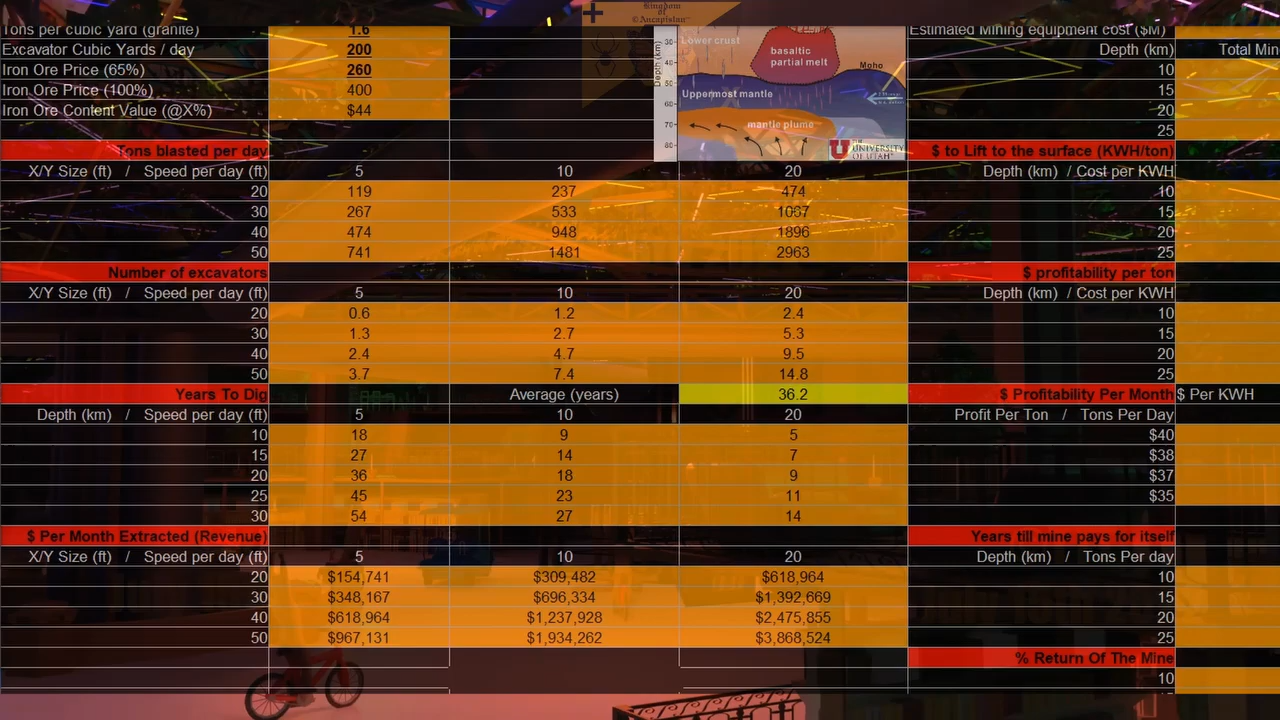 Kingdom
of
©Ancapistan™
Tons per cubic yard (granite) 1.6
Excavator Cubic Yards / day 200
Iron Ore Price (65%) 260
Iron Ore Price (100%) 400
Iron Ore Content Value (@X%) $44
Depth (km)
30
40
50
60
70
80
Lower crust
basaltic
partial melt
Moho
Uppermost mantle
mantle plume
U THE
UNIVERSITY
OF UTAH
Estimated Mining equipment cost ($M)
Depth (km) Total Min
10
15
20
25
Tons blasted per day
X/Y Size (ft) / Speed per day (ft) 5 10 20
20 119 237 474
30 267 533 1067
40 474 948 1896
50 741 1481 2963
$ to Lift to the surface (KWH/ton)
Depth (km) / Cost per KWH
10
15
20
25
Number of excavators
X/Y Size (ft) / Speed per day (ft) 5 10 20
20 0.6 1.2 2.4
30 1.3 2.7 5.3
40 2.4 4.7 9.5
50 3.7 7.4 14.8
$ profitability per ton
Depth (km) / Cost per KWH
10
15
20
25
Years To Dig Average (years) 36.2
Depth (km) / Speed per day (ft) 5 10 20
10 18 9 5
15 27 14 7
20 36 18 9
25 45 23 11
30 54 27 14
$ Profitability Per Month $ Per KWH
Profit Per Ton / Tons Per Day
$40
$38
$37
$35
$ Per Month Extracted (Revenue)
X/Y Size (ft) / Speed per day (ft) 5 10 20
20 $154,741 $309,482 $618,964
30 $348,167 $696,334 $1,392,669
40 $618,964 $1,237,928 $2,475,855
50 $967,131 $1,934,262 $3,868,524
Years till mine pays for itself
Depth (km) / Tons Per day
10
15
20
25
% Return Of The Mine
10